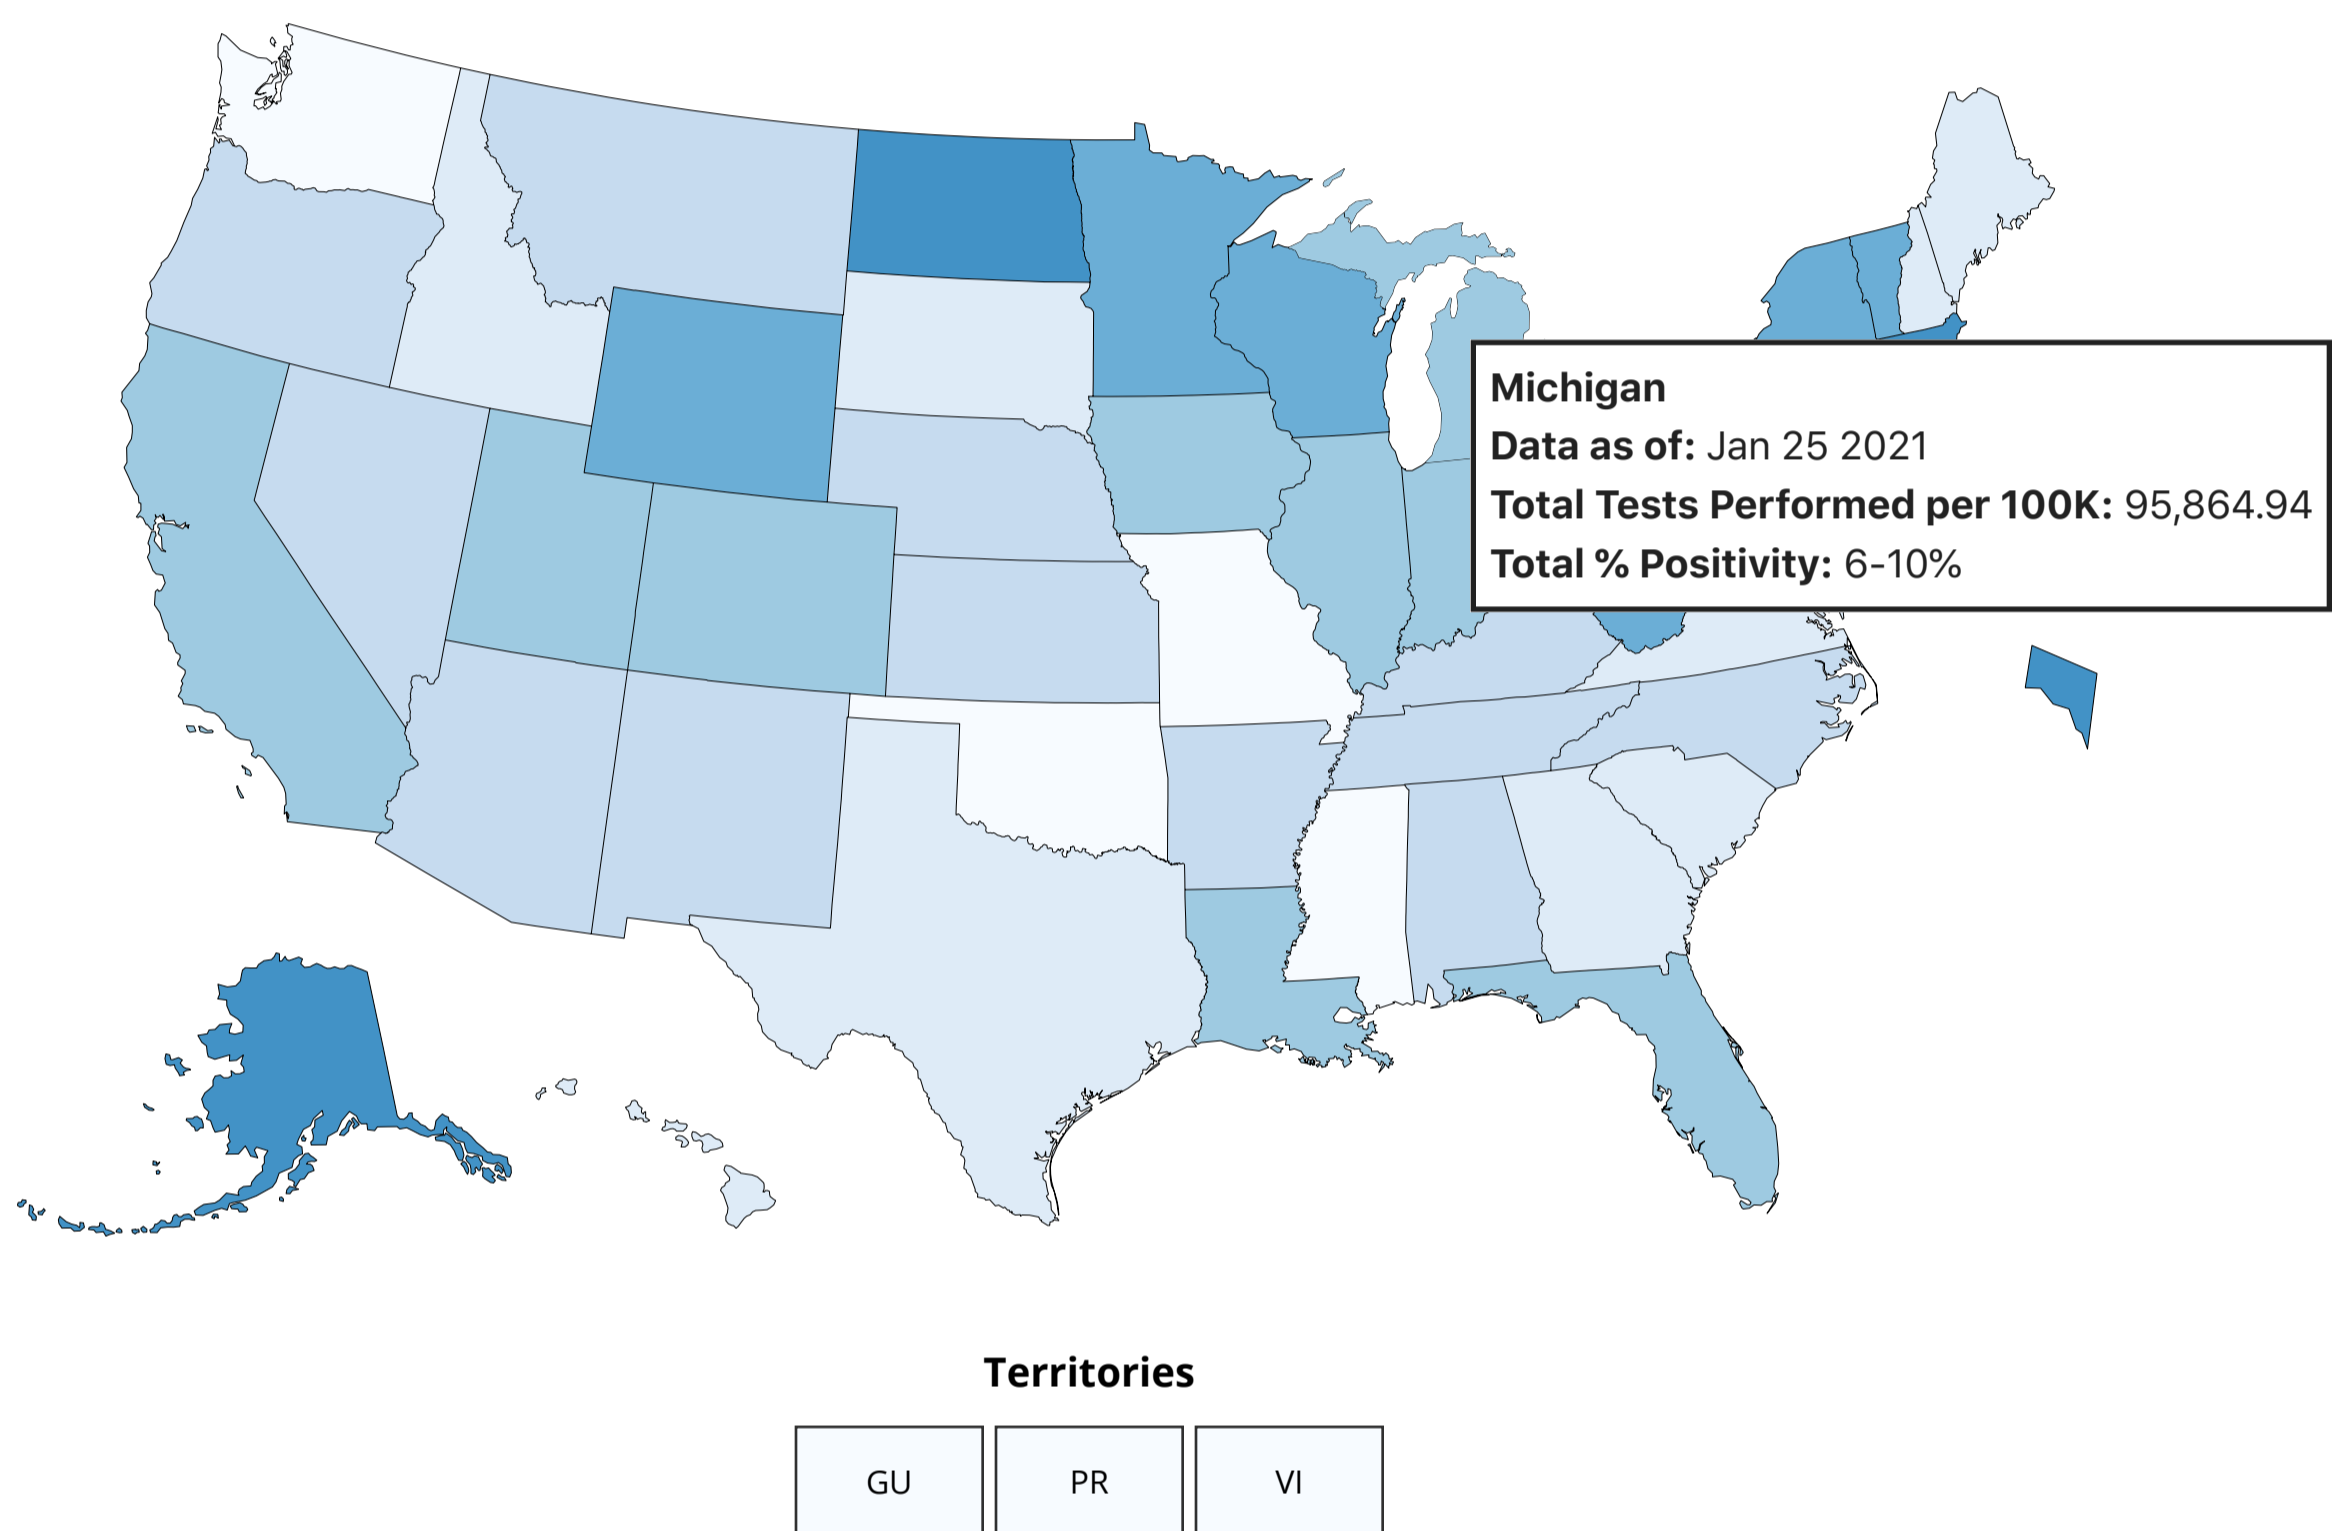 Michigan
Data as of: Jan 25 2021
Total Tests Performed per 100K: 95,864.94
Total % Positivity: 6-10%
Territories
GU PR VI